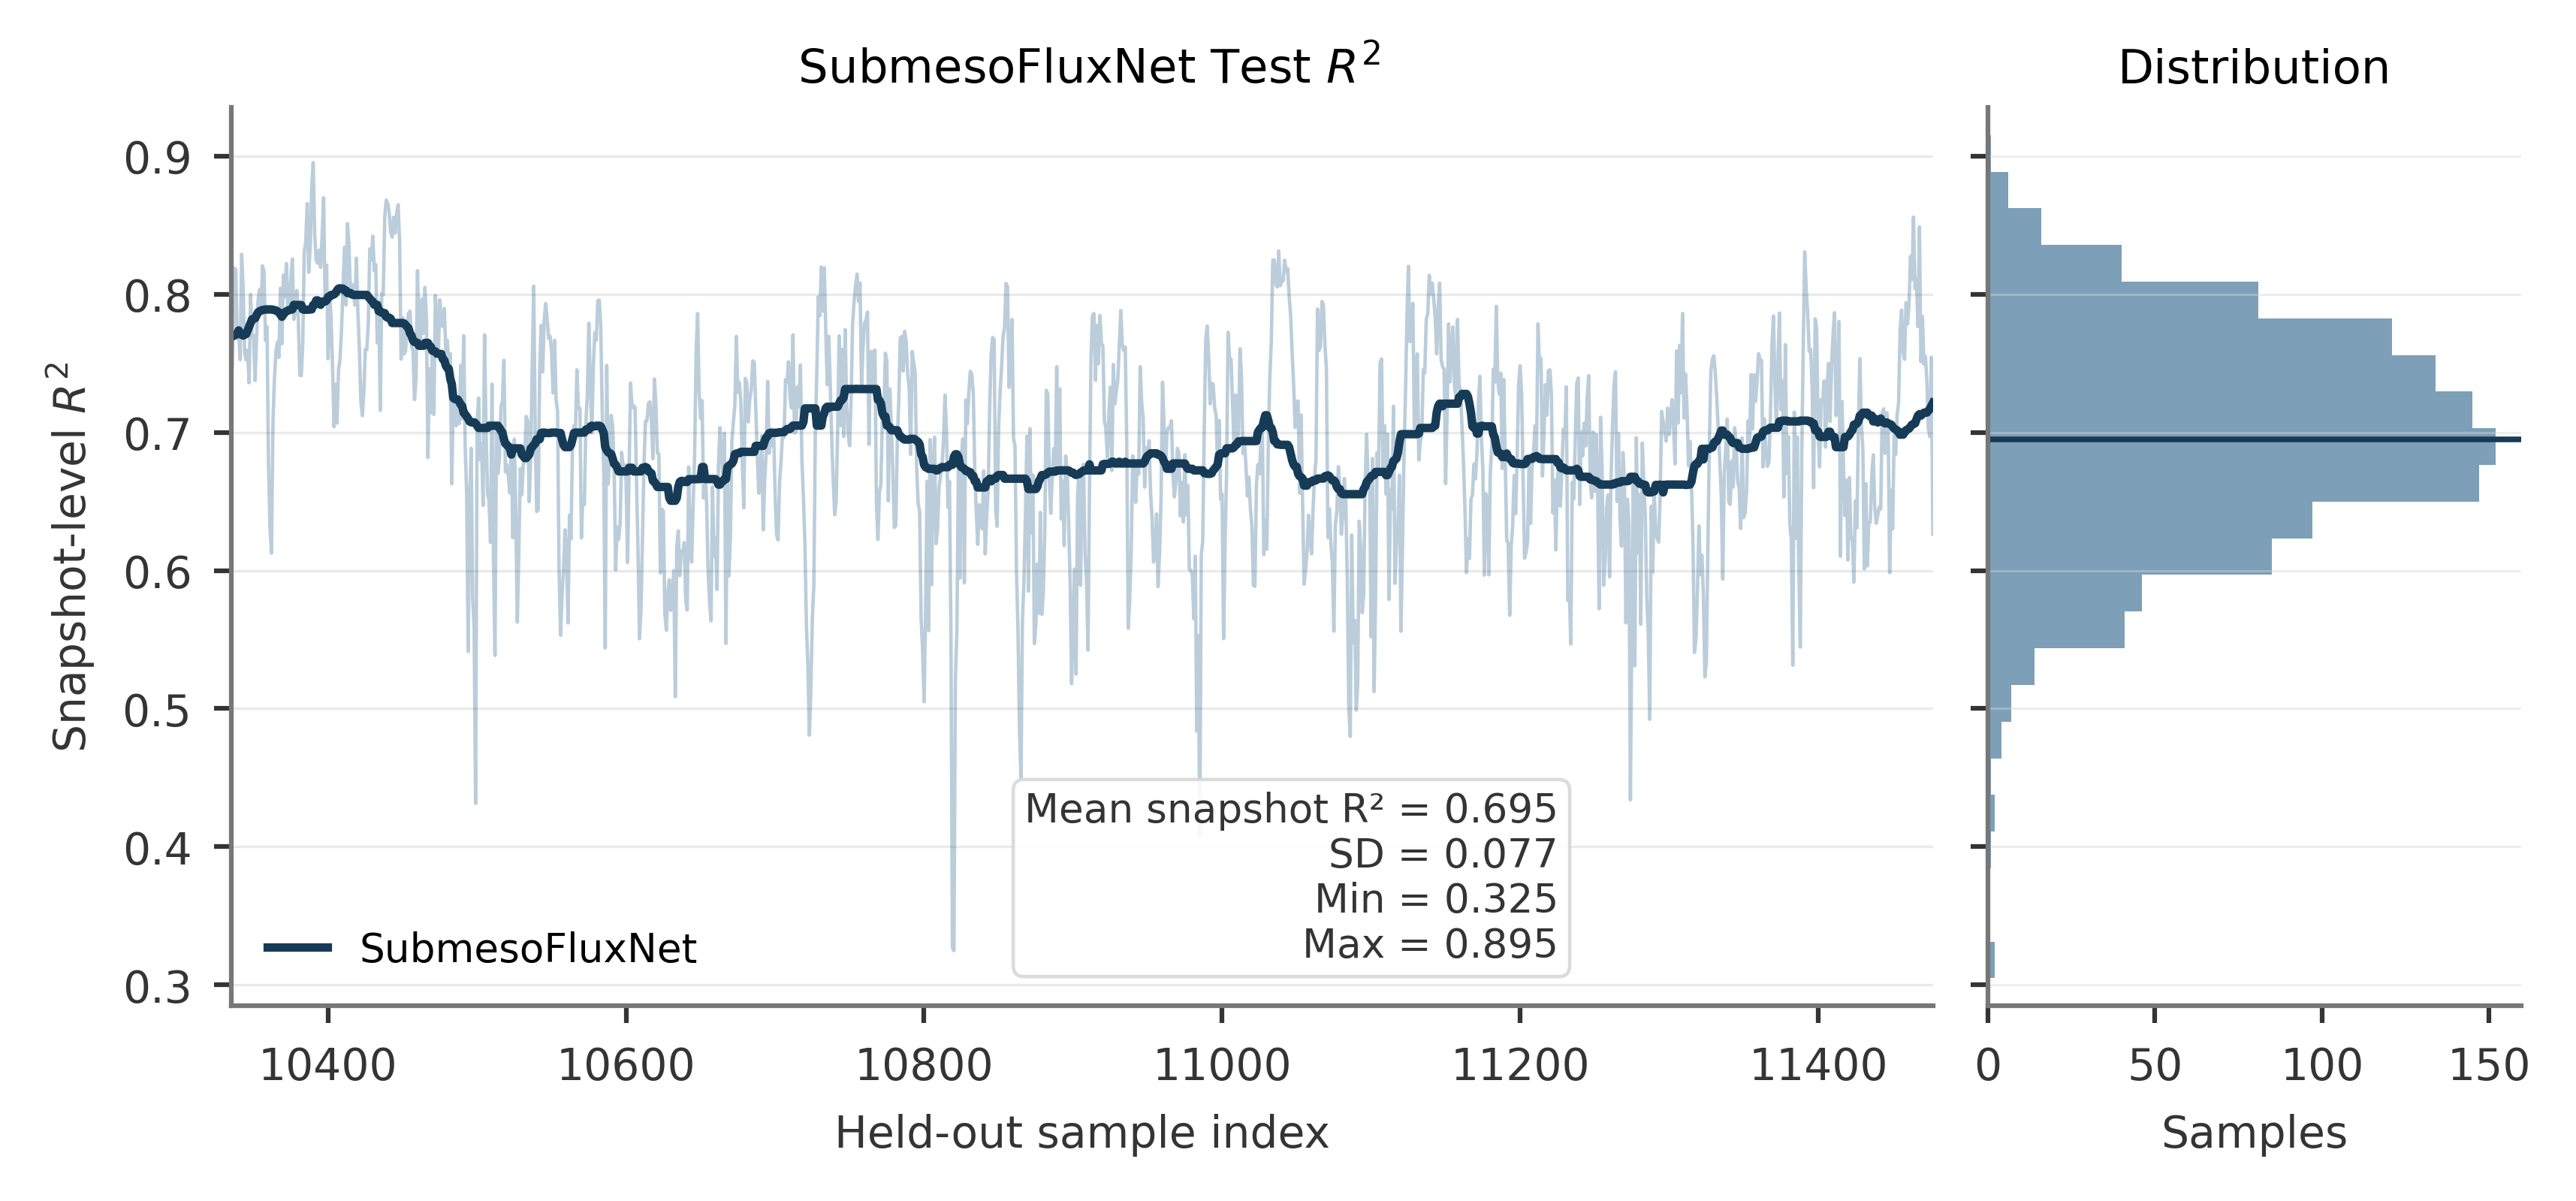 SubmesoFluxNet Test R²
Distribution
Snapshot-level R²
0.9
0.8
0.7
0.6
0.5
0.4
0.3
Mean snapshot R² = 0.695
SD = 0.077
Min = 0.325
Max = 0.895
SubmesoFluxNet
10400 10600 10800 11000 11200 11400
Held-out sample index
0 50 100 150
Samples